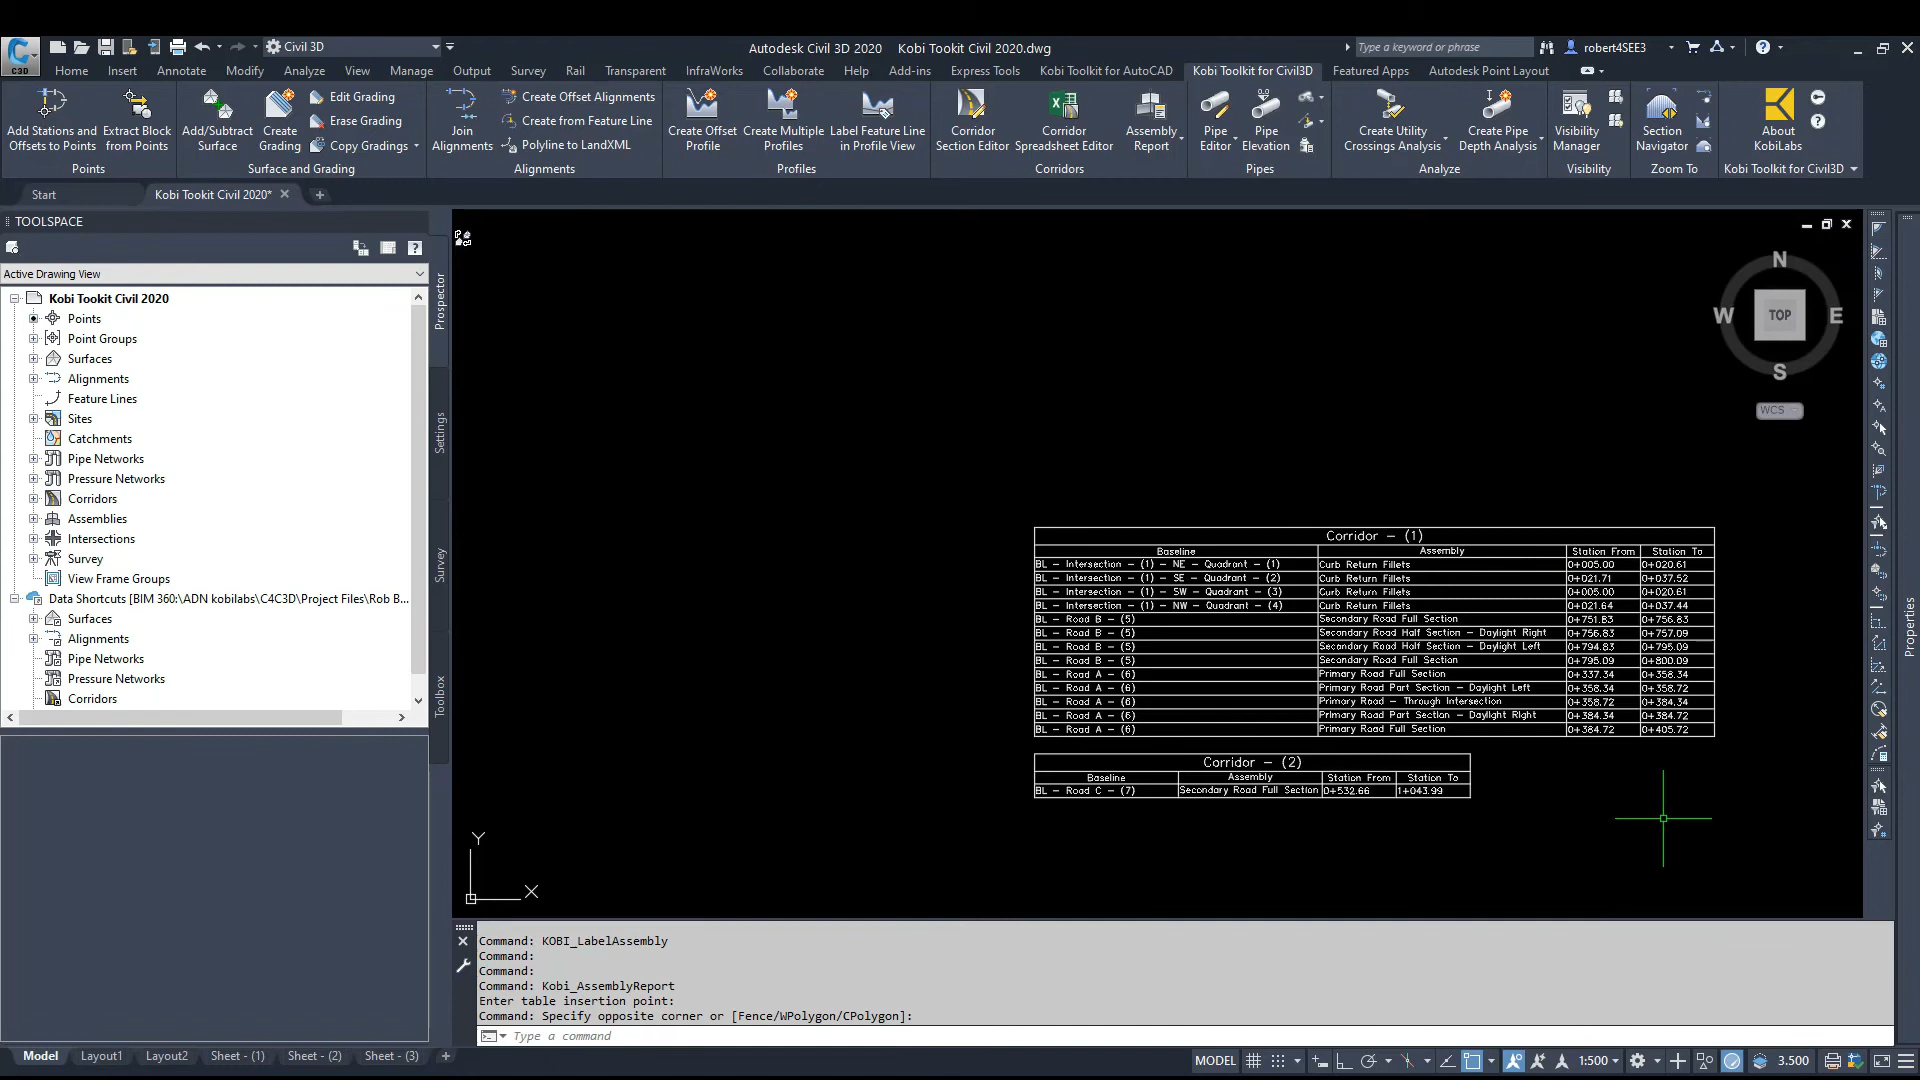 Civil 3D
Autodesk Civil 3D 2020 Kobi Tookit Civil 2020.dwg
Type a keyword or phrase
robert4SEE3
C3D
Home Insert Annotate Modify Analyze View Manage Output Survey Rail Transparent InfraWorks Collaborate Help Add-ins Express Tools Kobi Toolkit for AutoCAD Kobi Toolkit for Civil3D Featured Apps Autodesk Point Layout
Add Stations and Offsets to Points
Extract Block from Points
Points
Add/Subtract Surface
Create Grading
Edit Grading
Erase Grading
Copy Gradings
Surface and Grading
Join Alignments
Create Offset Alignments
Create from Feature Line
Polyline to LandXML
Alignments
Create Offset Profile
Create Multiple Profiles
Label Feature Line in Profile View
Profiles
Corridor Section Editor
Corridor Spreadsheet Editor
Assembly Report
Corridors
Pipe Editor
Pipe Elevation
Pipes
Create Utility Crossings Analysis
Create Pipe Depth Analysis
Analyze
Visibility Manager
Visibility
Section Navigator
Zoom To
About KobiLabs
Kobi Toolkit for Civil3D
Start
Kobi Tookit Civil 2020*
TOOLSPACE
Active Drawing View
Kobi Tookit Civil 2020
Points
Point Groups
Surfaces
Alignments
Feature Lines
Sites
Catchments
Pipe Networks
Pressure Networks
Corridors
Assemblies
Intersections
Survey
View Frame Groups
Data Shortcuts [BIM 360:\ADN kobilabs\C4C3D\Project Files\Rob B...
Surfaces
Alignments
Pipe Networks
Pressure Networks
Corridors
Prospector
Settings
Survey
Toolbox
N
W TOP E
S
WCS
Corridor - (1)
Baseline Assembly Station From Station To
BL - Intersection - (1) - NE - Quadrant - (1) Curb Return Fillets 0+005.00 0+020.61
BL - Intersection - (1) - SE - Quadrant - (2) Curb Return Fillets 0+021.71 0+037.52
BL - Intersection - (1) - SW - Quadrant - (3) Curb Return Fillets 0+005.00 0+020.61
BL - Intersection - (1) - NW - Quadrant - (4) Curb Return Fillets 0+021.64 0+037.44
BL - Road B - (5) Secondary Road Full Section 0+751.83 0+756.83
BL - Road B - (5) Secondary Road Half Section - Daylight Right 0+756.83 0+757.09
BL - Road B - (5) Secondary Road Half Section - Daylight Left 0+794.83 0+795.09
BL - Road B - (5) Secondary Road Full Section 0+795.09 0+800.09
BL - Road A - (6) Primary Road Full Section 0+337.34 0+358.34
BL - Road A - (6) Primary Road Part Section - Daylight Left 0+358.34 0+358.72
BL - Road A - (6) Primary Road - Through Intersection 0+358.72 0+384.34
BL - Road A - (6) Primary Road Part Section - Daylight Right 0+384.34 0+384.72
BL - Road A - (6) Primary Road Full Section 0+384.72 0+405.72
Corridor - (2)
Baseline Assembly Station From Station To
BL - Road C - (7) Secondary Road Full Section 0+532.66 1+043.99
Y
X
Properties
Command: KOBI_LabelAssembly
Command:
Command:
Command: Kobi_AssemblyReport
Enter table insertion point:
Command: Specify opposite corner or [Fence/WPolygon/CPolygon]:
Type a command
Model Layout1 Layout2 Sheet - (1) Sheet - (2) Sheet - (3)
MODEL 1:500 3.500